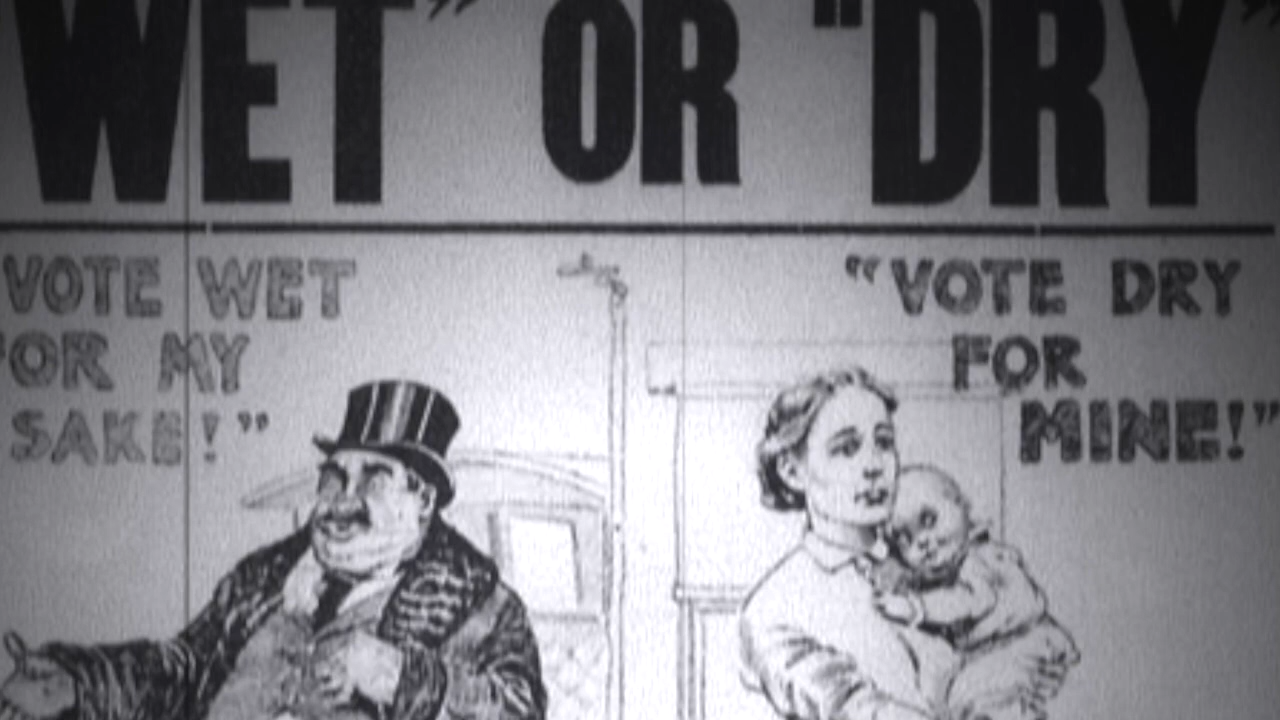 WET" OR "DRY"
VOTE WET
FOR MY
SAKE!"
"VOTE DRY
FOR
MINE!"